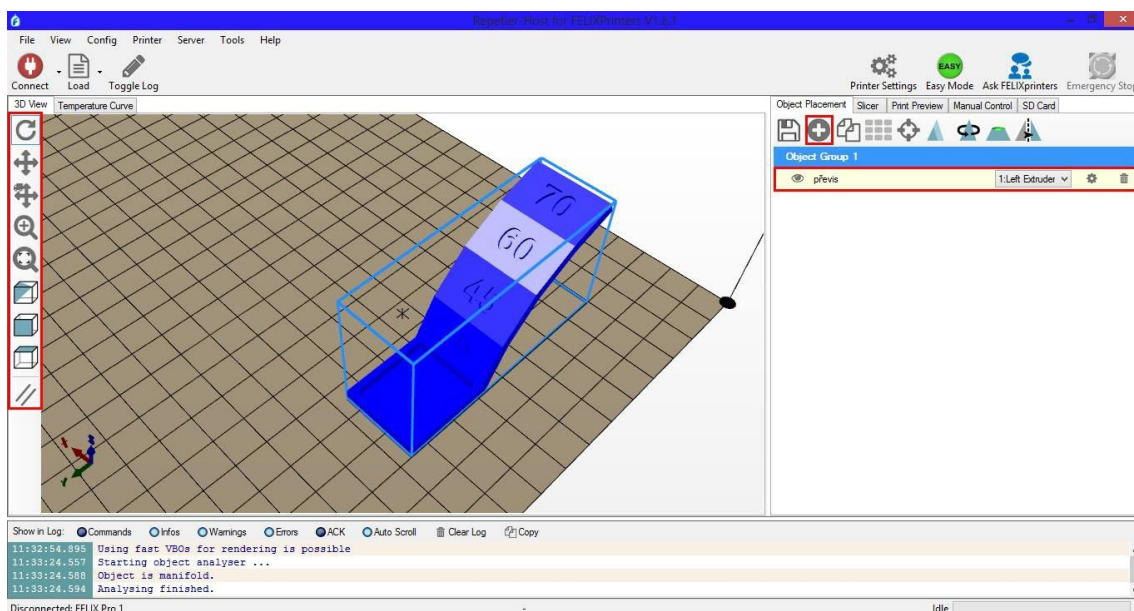 Repetier-Host for FELIXPrinters V1.6.1
File View Config Printer Server Tools Help
Connect Load Toggle Log Printer Settings Easy Mode Ask FELIXprinters Emergency Stop
EASY
3D View Temperature Curve
Object Placement Slicer Print Preview Manual Control SD Card
Object Group 1
převis 1:Left Extruder
70
60
45
X
Y
Show in Log: Commands Infos Warnings Errors ACK Auto Scroll Clear Log Copy
11:32:54.895 Using fast VBOs for rendering is possible
11:33:24.557 Starting object analyser ...
11:33:24.588 Object is manifold.
11:33:24.594 Analysing finished.
Disconnected: FELIX Pro 1 - Idle